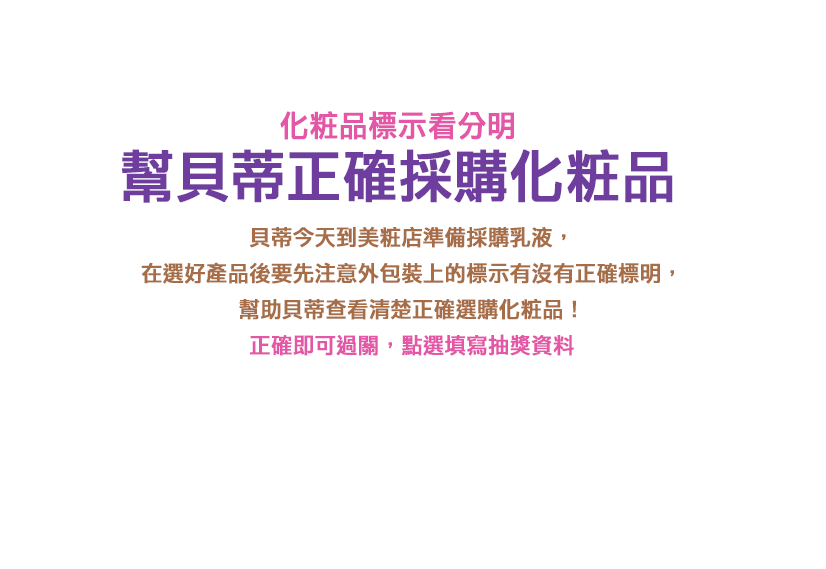 化粧品標示看分明
幫貝蒂正確採購化粧品
貝蒂今天到美粧店準備採購乳液，
在選好產品後要先注意外包裝上的標示有沒有正確標明，
幫助貝蒂查看清楚正確選購化粧品！
正確即可過關，點選填寫抽獎資料